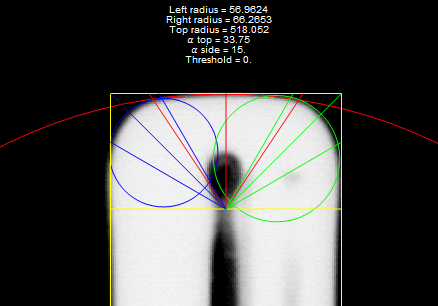 Left radius = 56.9624
Right radius = 66.2653
Top radius = 518.052
α top = 33.75
α side = 15.
Threshold = 0.